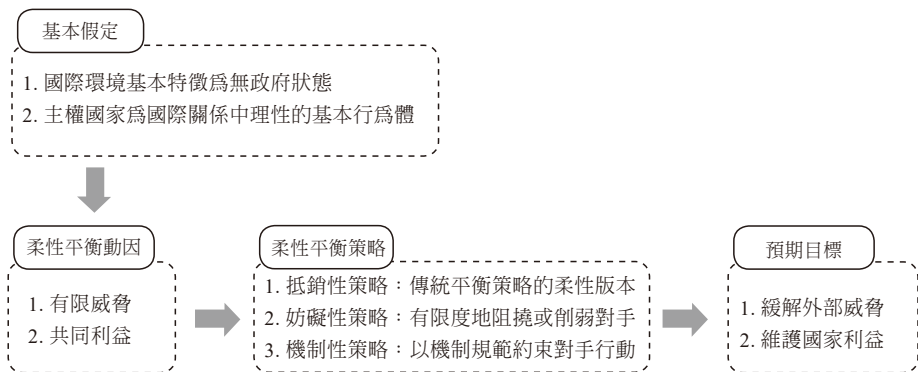 基本假定
1. 國際環境基本特徵爲無政府狀態
2. 主權國家爲國際關係中理性的基本行爲體
柔性平衡動因
1. 有限威脅
2. 共同利益
柔性平衡策略
1. 抵銷性策略：傳統平衡策略的柔性版本
2. 妨礙性策略：有限度地阻撓或削弱對手
3. 機制性策略：以機制規範約束對手行動
預期目標
1. 緩解外部威脅
2. 維護國家利益